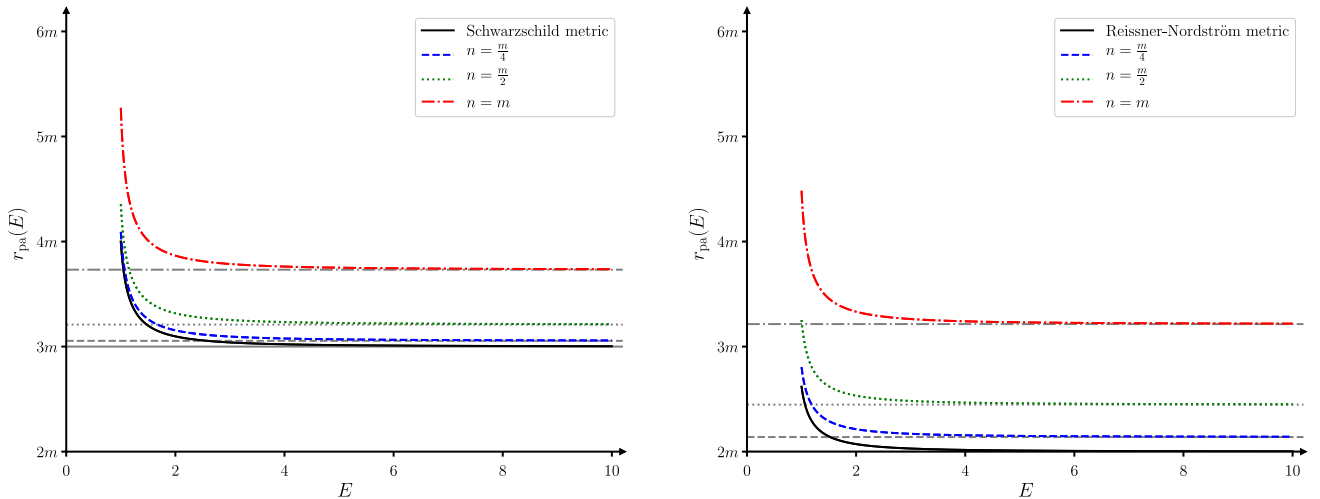 6m
5m
4m
3m
2m
r_pa(E)
0
2
4
6
8
10
E
Schwarzschild metric
n = m/4
n = m/2
n = m
6m
5m
4m
3m
2m
r_pa(E)
0
2
4
6
8
10
E
Reissner-Nordström metric
n = m/4
n = m/2
n = m